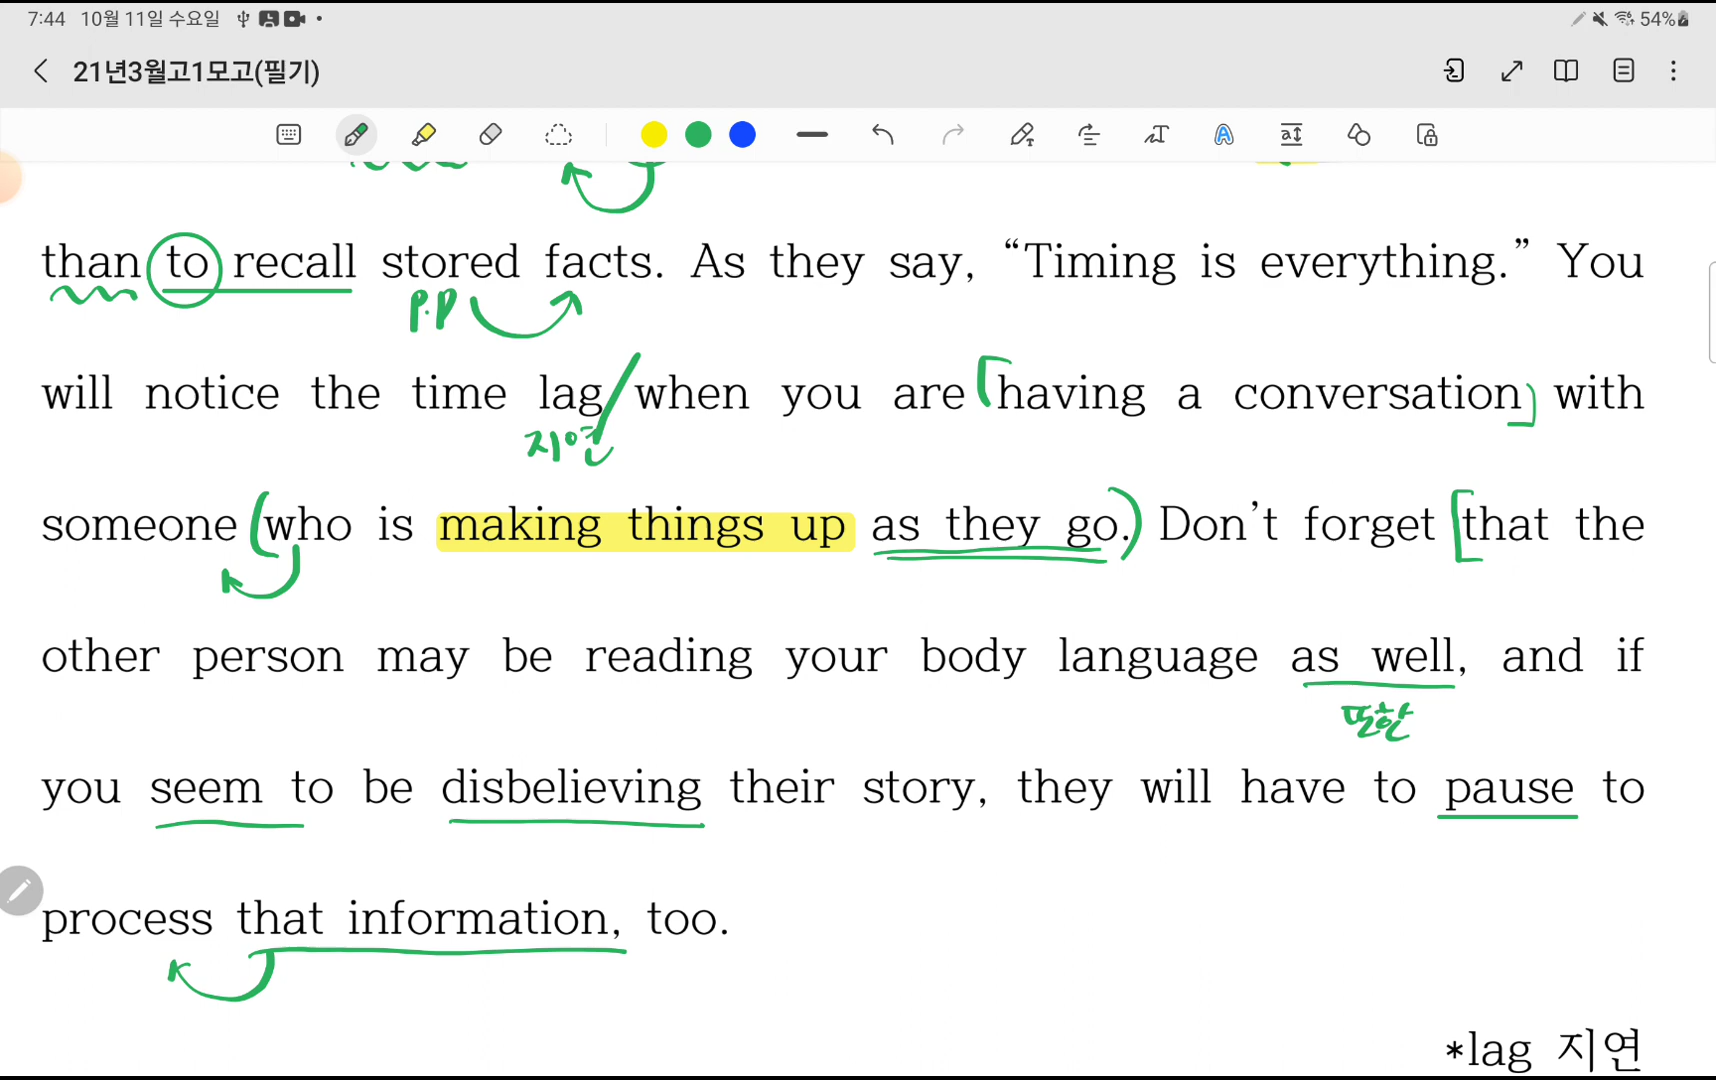 7:44 10월 11일 수요일 54%
21년3월고1모고(필기)
than to recall stored facts. As they say, “Timing is everything.” You
P.P
will notice the time lag when you are having a conversation with
지연
someone who is making things up as they go. Don’t forget that the
other person may be reading your body language as well, and if
또한
you seem to be disbelieving their story, they will have to pause to
process that information, too.
*lag 지연